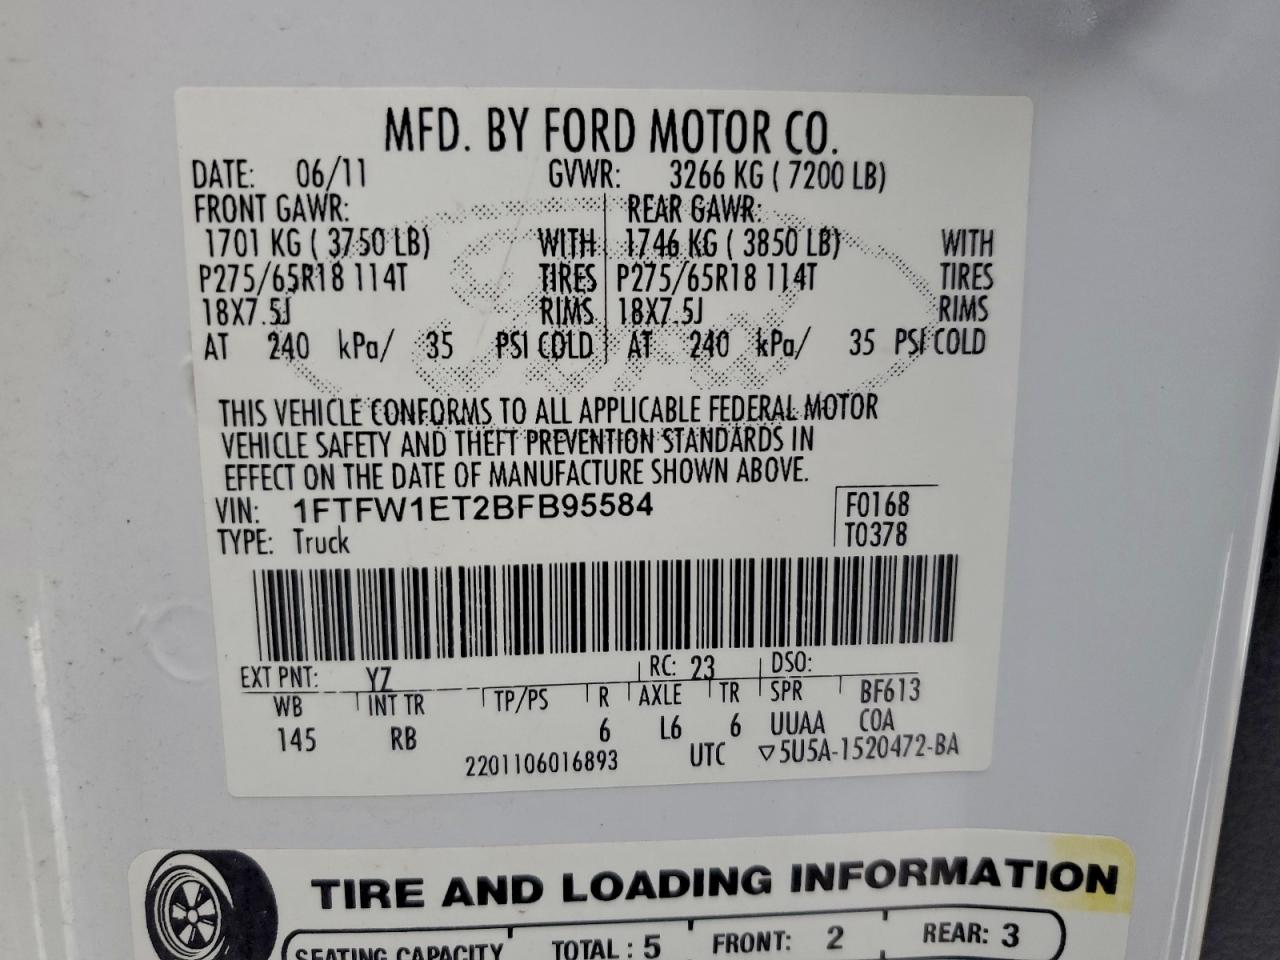 MFD. BY FORD MOTOR CO.
DATE: 06/11 GVWR: 3266 KG ( 7200 LB)
FRONT GAWR: REAR GAWR:
1701 KG ( 3750 LB) WITH 1746 KG ( 3850 LB) WITH
P275/65R18 114T TIRES P275/65R18 114T TIRES
18X7.5J RIMS 18X7.5J RIMS
AT 240 kPa/ 35 PSI COLD AT 240 kPa/ 35 PSI COLD
THIS VEHICLE CONFORMS TO ALL APPLICABLE FEDERAL MOTOR
VEHICLE SAFETY AND THEFT PREVENTION STANDARDS IN
EFFECT ON THE DATE OF MANUFACTURE SHOWN ABOVE.
VIN: 1FTFW1ET2BFB95584 F0168
TYPE: Truck T0378
EXT PNT: YZ RC: 23 DSO:
WB INT TR TP/PS R AXLE TR SPR BF613
145 RB 6 L6 6 UUAA COA
2201106016893 UTC ▽5U5A-1520472-BA
TIRE AND LOADING INFORMATION
SEATING CAPACITY TOTAL : 5 FRONT: 2 REAR: 3